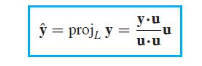 ŷ = proj_L y = (y·u / u·u) u